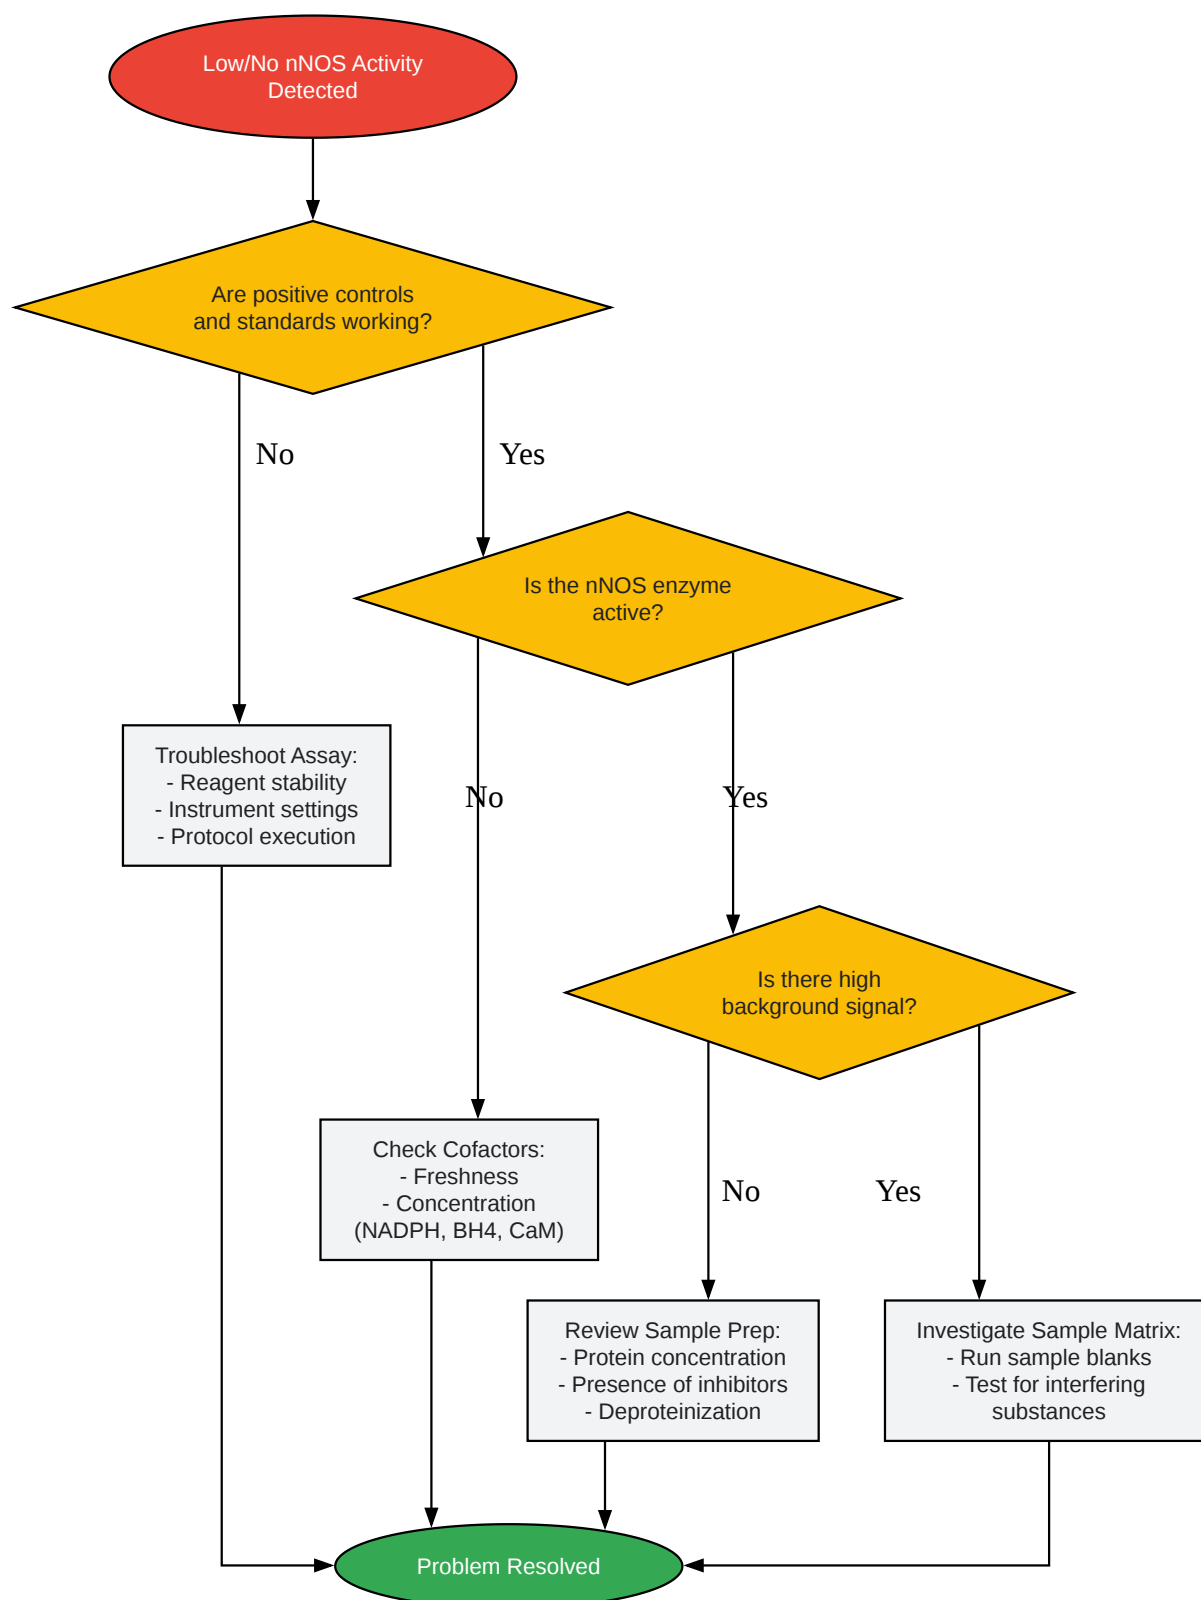 Low/No nNOS Activity
Detected
Are positive controls
and standards working?
No
Yes
Is the nNOS enzyme
active?
Troubleshoot Assay:
- Reagent stability
- Instrument settings
- Protocol execution
No
Yes
Is there high
background signal?
Check Cofactors:
- Freshness
- Concentration
(NADPH, BH4, CaM)
No
Yes
Review Sample Prep:
- Protein concentration
- Presence of inhibitors
- Deproteinization
Investigate Sample Matrix:
- Run sample blanks
- Test for interfering
substances
Problem Resolved